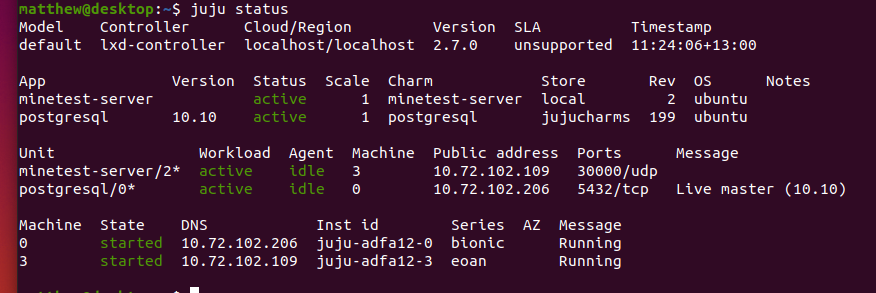 matthew@desktop:~$ juju status
Model    Controller      Cloud/Region         Version  SLA          Timestamp
default  lxd-controller  localhost/localhost  2.7.0    unsupported  11:24:06+13:00
App              Version  Status  Scale  Charm            Store       Rev  OS      Notes
minetest-server           active      1  minetest-server  local         2  ubuntu
postgresql       10.10    active      1  postgresql       jujucharms  199  ubuntu
Unit                Workload  Agent  Machine  Public address  Ports      Message
minetest-server/2*  active    idle   3        10.72.102.109   30000/udp
postgresql/0*       active    idle   0        10.72.102.206   5432/tcp   Live master (10.10)
Machine  State    DNS            Inst id        Series  AZ  Message
0        started  10.72.102.206  juju-adfa12-0  bionic      Running
3        started  10.72.102.109  juju-adfa12-3  eoan        Running